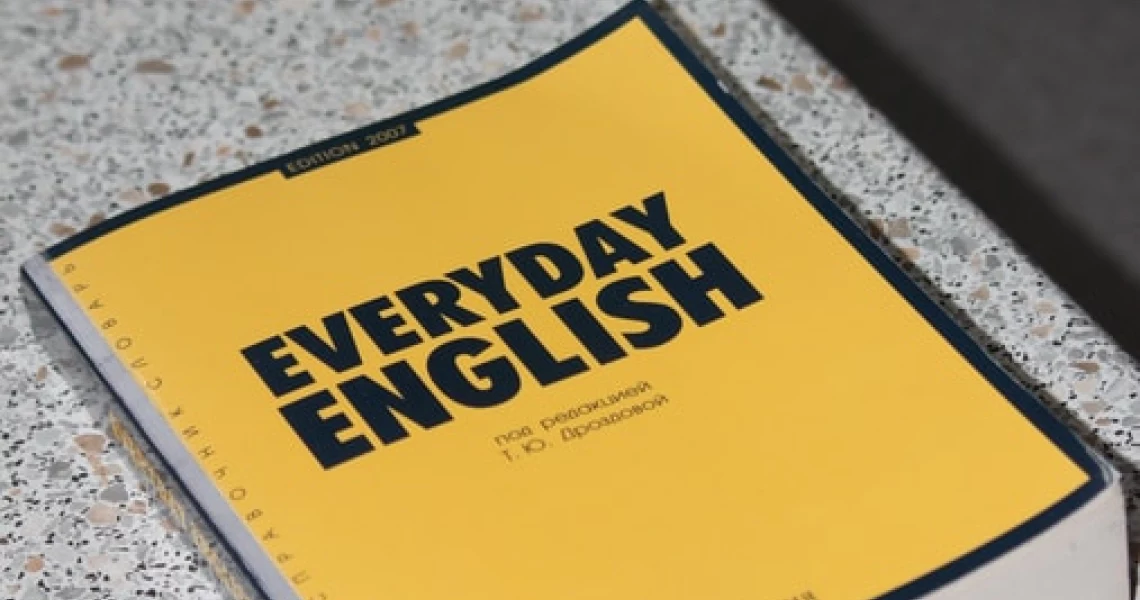 EDITION 2007
EVERYDAY
ENGLISH
под редакцией
Т. Ю. Дроздовой
СПРАВОЧНИК СЛОВАРЬ